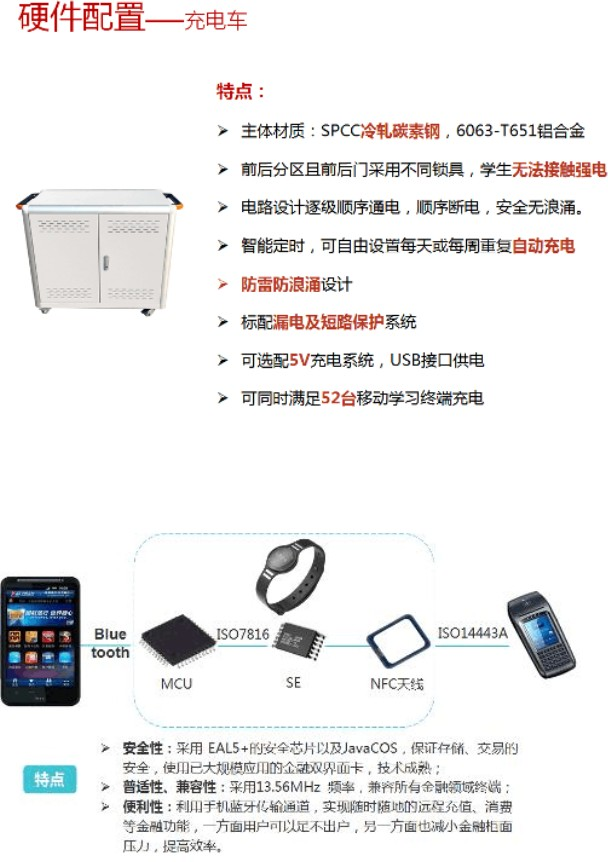 硬件配置——充电车
特点：
主体材质：SPCC冷轧碳素钢，6063-T651铝合金
前后分区且前后门采用不同锁具，学生无法接触强电
电路设计逐级顺序通电，顺序断电，安全无浪涌。
智能定时，可自由设置每天或每周重复自动充电
防雷防浪涌设计
标配漏电及短路保护系统
可选配5V充电系统，USB接口供电
可同时满足52台移动学习终端充电
Blue
tooth
ISO7816
ISO14443A
MCU
SE
NFC天线
特点
安全性：采用 EAL5+的安全芯片以及JavaCOS，保证存储、交易的
安全，使用已大规模应用的金融双界面卡，技术成熟；
普适性、兼容性：采用13.56MHz 频率，兼容所有金融领域终端；
便利性：利用手机蓝牙传输通道，实现随时随地的远程充值、消费
等金融功能，一方面用户可以足不出户，另一方面也减小金融柜面
压力，提高效率。